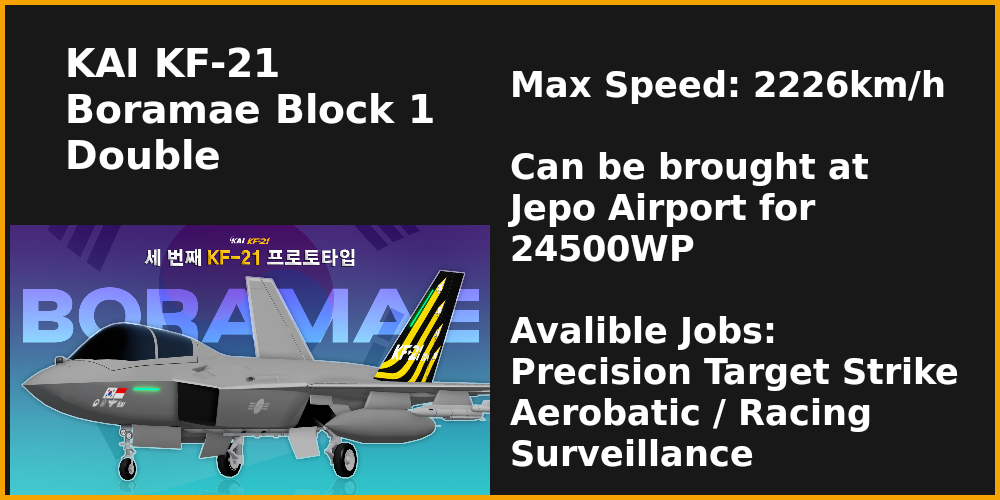 KAI KF-21
Boramae Block 1
Double
Max Speed: 2226km/h
Can be brought at
Jepo Airport for
24500WP
Avalible Jobs:
Precision Target Strike
Aerobatic / Racing
Surveillance
KAI KF-21
세 번째 KF-21 프로토타입
BORAMAE
KF-21